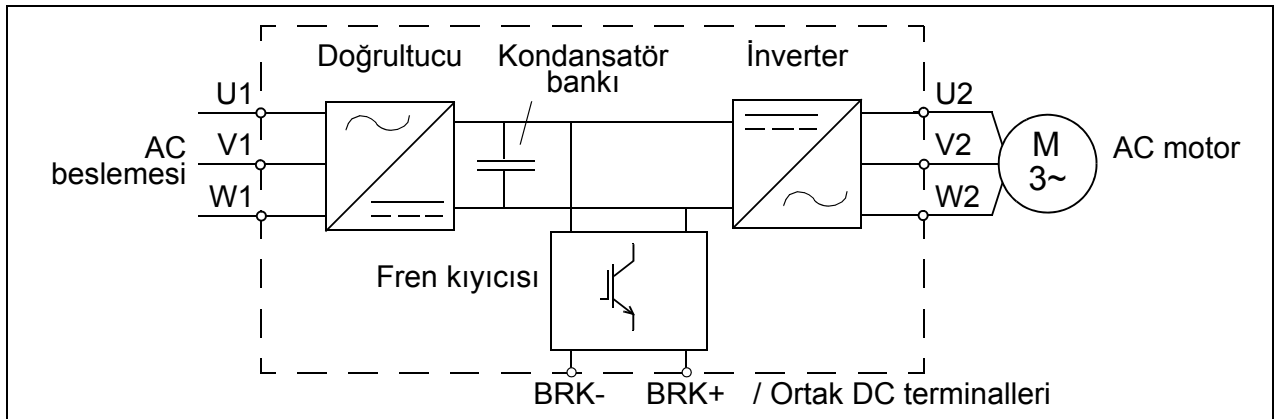 Doğrultucu
Kondansatör
bankı
İnverter
U1
V1
W1
AC
beslemesi
U2
V2
W2
M
3~
AC motor
Fren kıyıcısı
BRK- BRK+ / Ortak DC terminalleri